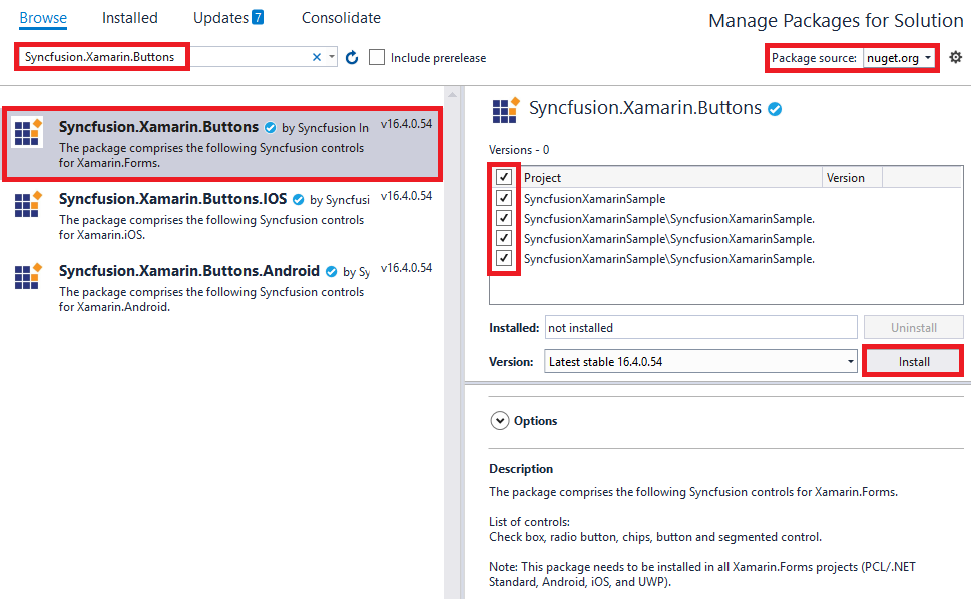 Browse Installed Updates 7 Consolidate
Manage Packages for Solution
Syncfusion.Xamarin.Buttons
Include prerelease
Package source: nuget.org
Syncfusion.Xamarin.Buttons by Syncfusion In v16.4.0.54
The package comprises the following Syncfusion controls
for Xamarin.Forms.
Syncfusion.Xamarin.Buttons.IOS by Syncfusi v16.4.0.54
The package comprises the following Syncfusion controls
for Xamarin.iOS.
Syncfusion.Xamarin.Buttons.Android by Sy v16.4.0.54
The package comprises the following Syncfusion controls
for Xamarin.Android.
Syncfusion.Xamarin.Buttons
Versions - 0
Project Version
SyncfusionXamarinSample
SyncfusionXamarinSample\SyncfusionXamarinSample.
SyncfusionXamarinSample\SyncfusionXamarinSample.
SyncfusionXamarinSample\SyncfusionXamarinSample.
Installed: not installed Uninstall
Version: Latest stable 16.4.0.54 Install
Options
Description
The package comprises the following Syncfusion controls for Xamarin.Forms.
List of controls:
Check box, radio button, chips, button and segmented control.
Note: This package needs to be installed in all Xamarin.Forms projects (PCL/.NET
Standard, Android, iOS, and UWP).